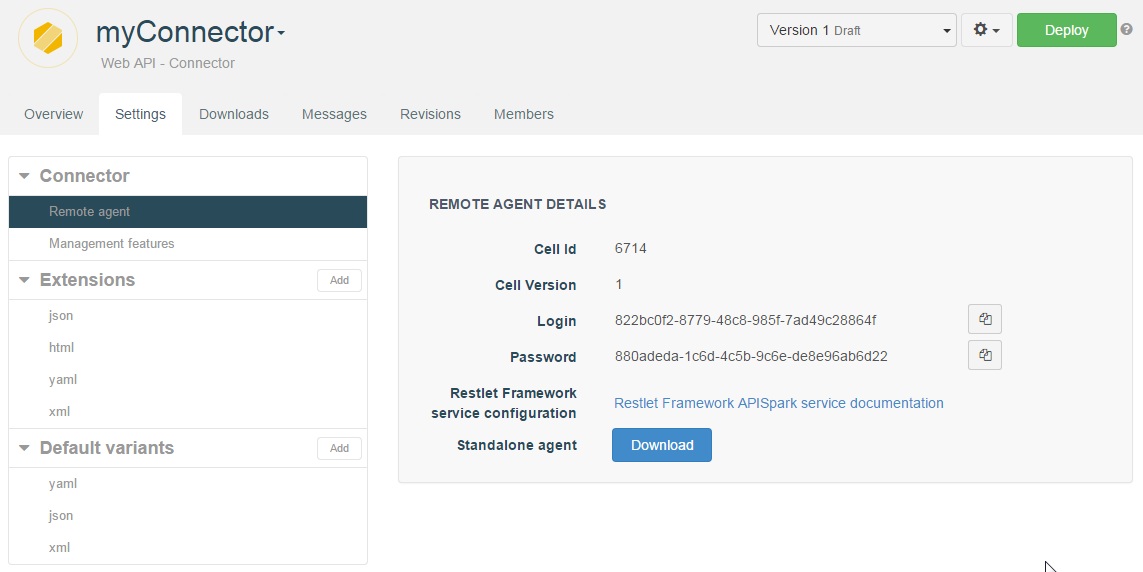 myConnector
Web API - Connector
Version 1 Draft
Deploy
Overview Settings Downloads Messages Revisions Members
Connector
Remote agent
Management features
Extensions Add
json
html
yaml
xml
Default variants Add
yaml
json
xml
REMOTE AGENT DETAILS
Cell Id 6714
Cell Version 1
Login 822bc0f2-8779-48c8-985f-7ad49c28864f
Password 880adeda-1c6d-4c5b-9c6e-de8e96ab6d22
Restlet Framework
service configuration Restlet Framework APISpark service documentation
Standalone agent Download